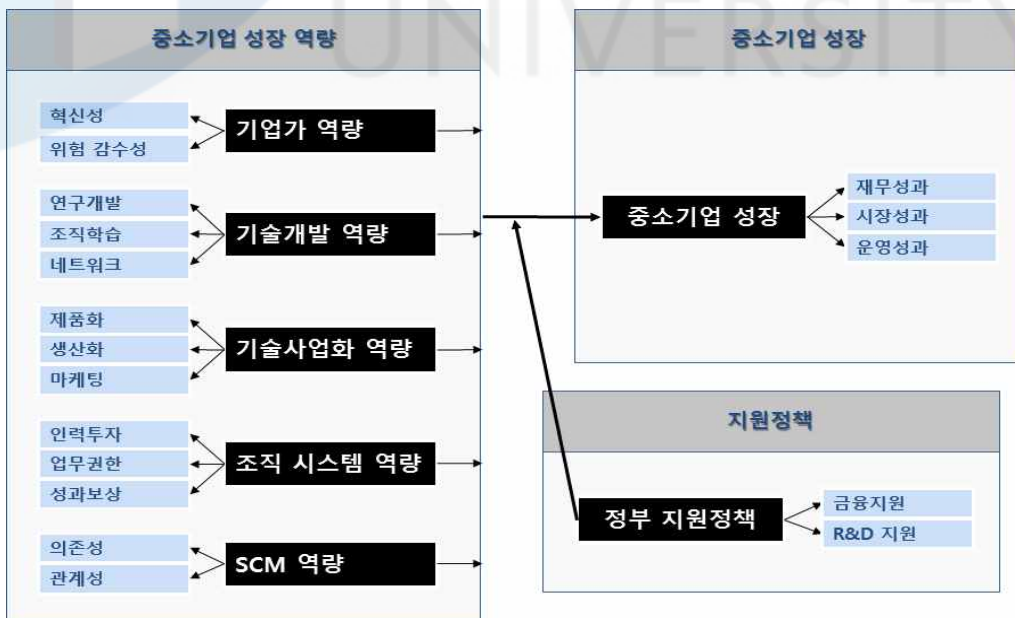 UNIVERSITY
중소기업 성장 역량
혁신성
위험 감수성
기업가 역량
연구개발
조직학습
네트워크
기술개발 역량
제품화
생산화
마케팅
기술사업화 역량
인력투자
업무권한
성과보상
조직 시스템 역량
의존성
관계성
SCM 역량
중소기업 성장
중소기업 성장
재무성과
시장성과
운영성과
지원정책
정부 지원정책
금융지원
R&D 지원